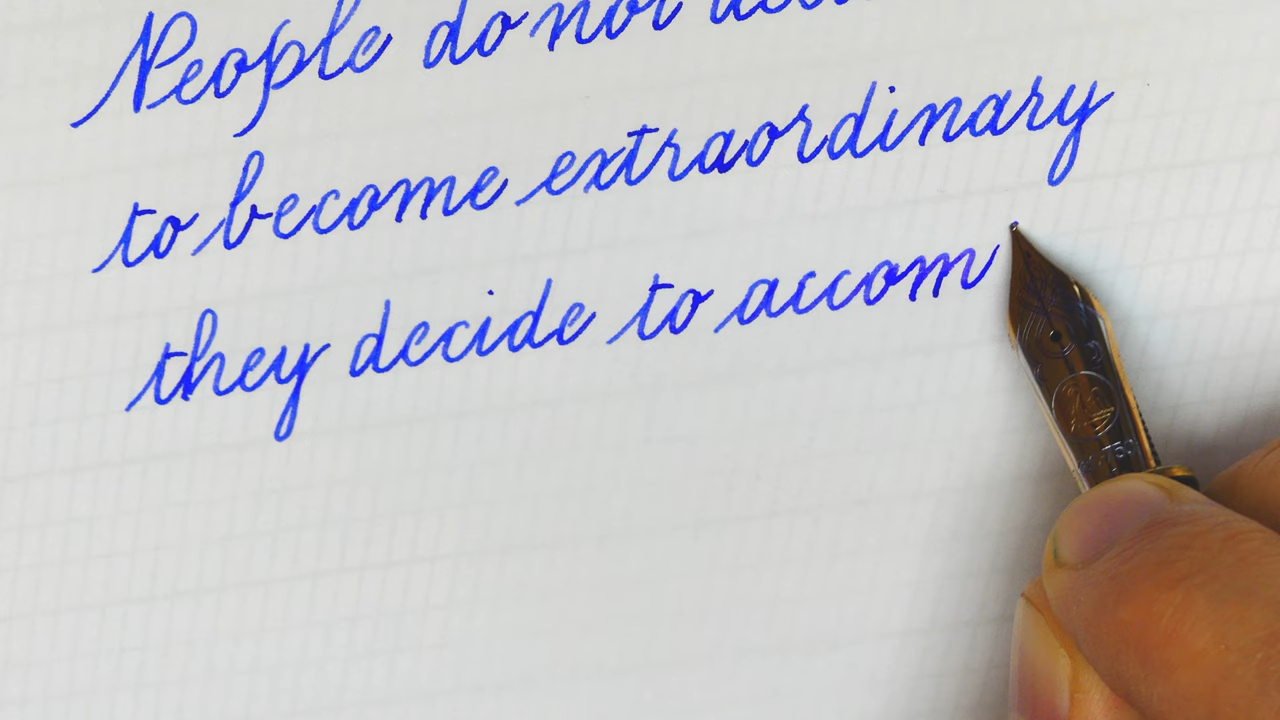 People do not
to become extraordinary
they decide to accom